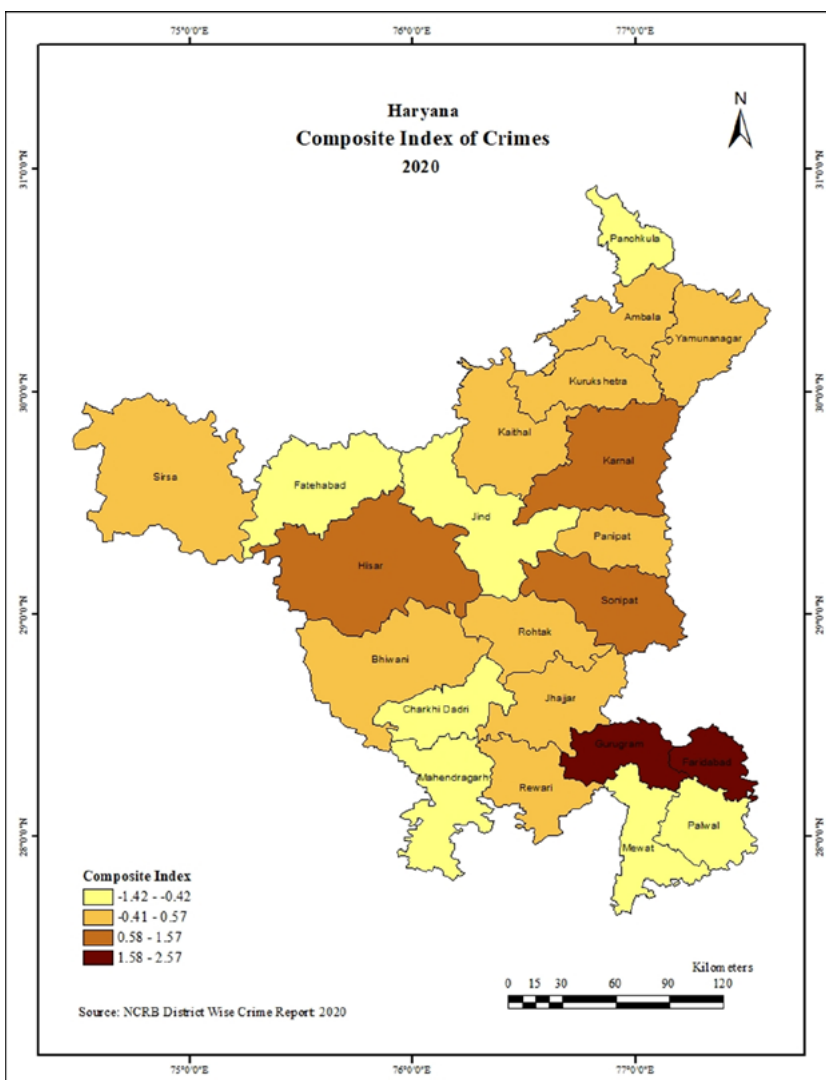 75°0'0"E 76°0'0"E 77°0'0"E
Haryana
Composite Index of Crimes
2020
N
31°0'0"N 31°0'0"N
Panchkula
Ambala
Yamunanagar
Kurukshetra
30°0'0"N 30°0'0"N
Kaithal
Karnal
Sirsa
Fatehabad
Jind
Panipat
Hisar
Sonipat
29°0'0"N 29°0'0"N
Rohtak
Bhiwani
Jhajjar
Charkhi Dadri
Gurugram
Faridabad
Mahendragarh
Rewari
28°0'0"N 28°0'0"N
Palwal
Mewat
Composite Index
-1.42 - -0.42
-0.41 - 0.57
0.58 - 1.57
1.58 - 2.57
Kilometers
0 15 30 60 90 120
Source: NCRB District Wise Crime Report 2020
75°0'0"E 76°0'0"E 77°0'0"E